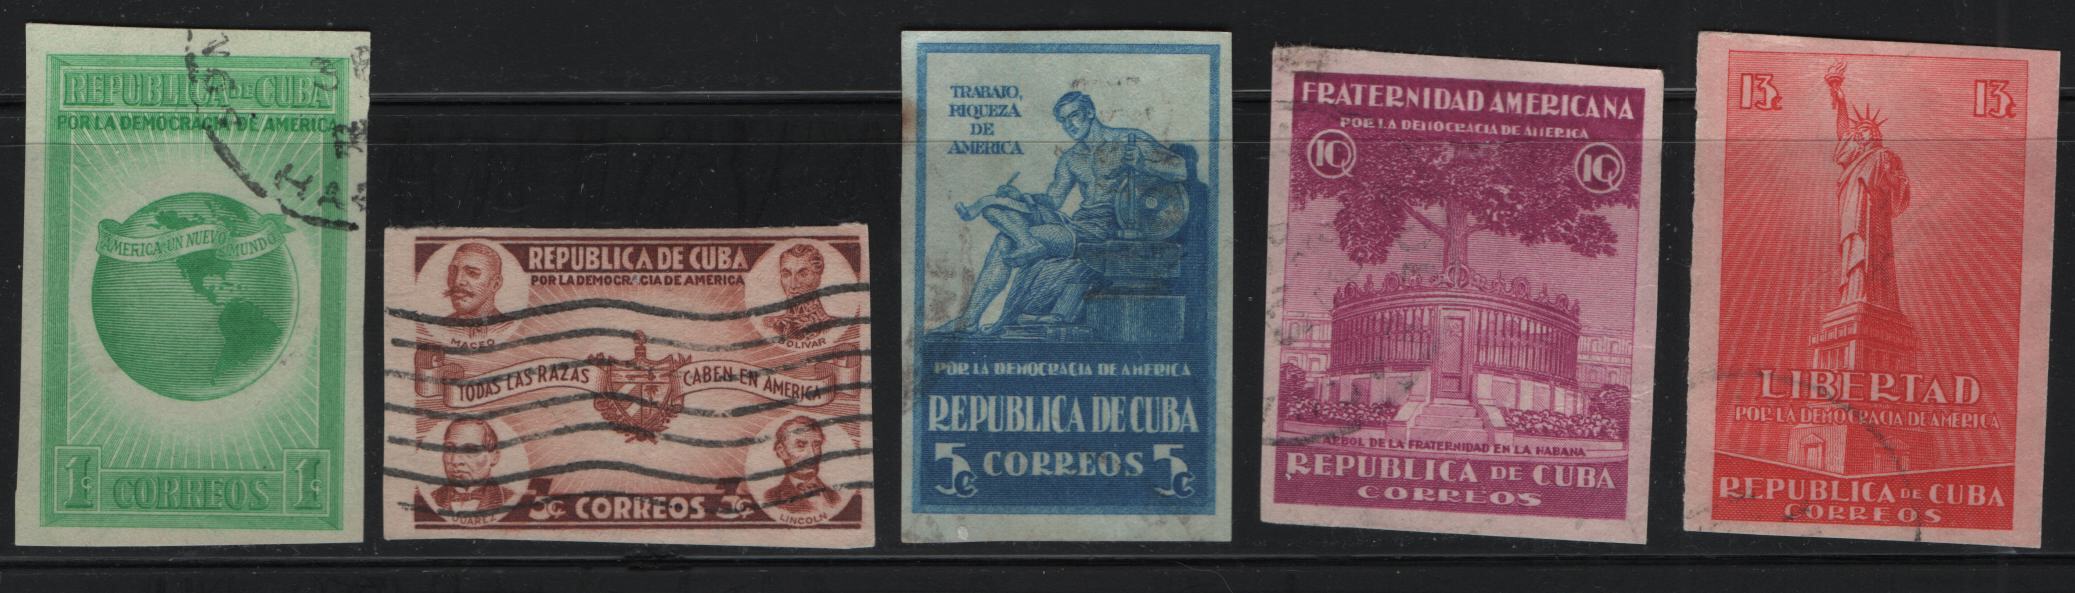 REPUBLICA DE CUBA
POR LA DEMOCRACIA DE AMERICA
AMERICA UN NUEVO MUNDO
1c CORREOS 1c
REPUBLICA DE CUBA
POR LA DEMOCRACIA DE AMERICA
MACEO
BOLIVAR
TODAS LAS RAZAS CABEN EN AMERICA
3c CORREOS 3c
JUAREZ
LINCOLN
TRABAJO,
RIQUEZA
DE
AMERICA
POR LA DEMOCRACIA DE AMERICA
REPUBLICA DE CUBA
5c CORREOS 5c
FRATERNIDAD AMERICANA
POR LA DEMOCRACIA DE AMERICA
10 10
ARBOL DE LA FRATERNIDAD EN LA HABANA
REPUBLICA DE CUBA
CORREOS
13c 13c
LIBERTAD
POR LA DEMOCRACIA DE AMERICA
REPUBLICA DE CUBA
CORREOS